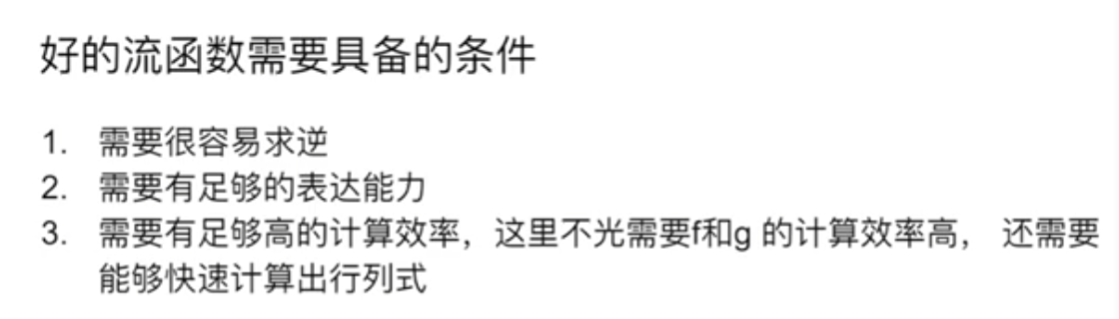 好的流函数需要具备的条件
1. 需要很容易求逆
2. 需要有足够的表达能力
3. 需要有足够高的计算效率，这里不光需要f和g 的计算效率高， 还需要
能够快速计算出行列式